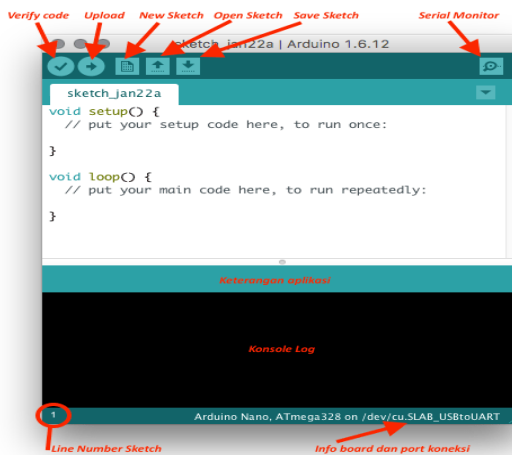 Verify code Upload New Sketch Open Sketch Save Sketch Serial Monitor
sketch_jan22a | Arduino 1.6.12
sketch_jan22a
void setup() {
// put your setup code here, to run once:
}
void loop() {
// put your main code here, to run repeatedly:
}
Keterangan aplikasi
Konsole Log
1
Arduino Nano, ATmega328 on /dev/cu.SLAB_USBtoUART
Line Number Sketch
Info board dan port koneksi